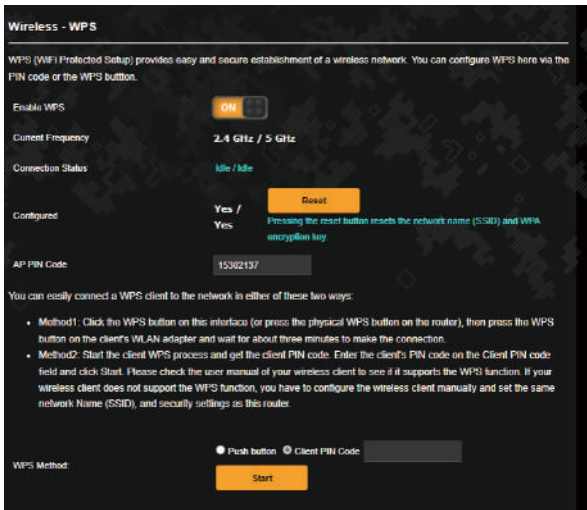 Wireless - WPS
WPS (WiFi Protected Setup) provides easy and secure establishment of a wireless network. You can configure WPS here via the
PIN code or the WPS buttton.
Enable WPS
ON
Current Frequency
2.4 GHz / 5 GHz
Connection Status
Idle / Idle
Configured
Yes /
Yes
Reset
Pressing the reset button resets the network name (SSID) and WPA
encryption key.
AP PIN Code
15302137
You can easily connect a WPS client to the network in either of these two ways:
• Method1: Click the WPS button on this interface (or press the physical WPS button on the router), then press the WPS
button on the client's WLAN adapter and wait for about three minutes to make the connection.
• Method2: Start the client WPS process and get the client PIN code. Enter the client's PIN code on the Client PIN code
field and click Start. Please check the user manual of your wireless client to see if it supports the WPS function. If your
wireless client does not support the WPS function, you have to configure the wireless client manually and set the same
network Name (SSID), and security settings as this router.
WPS Method:
Push button Client PIN Code
Start